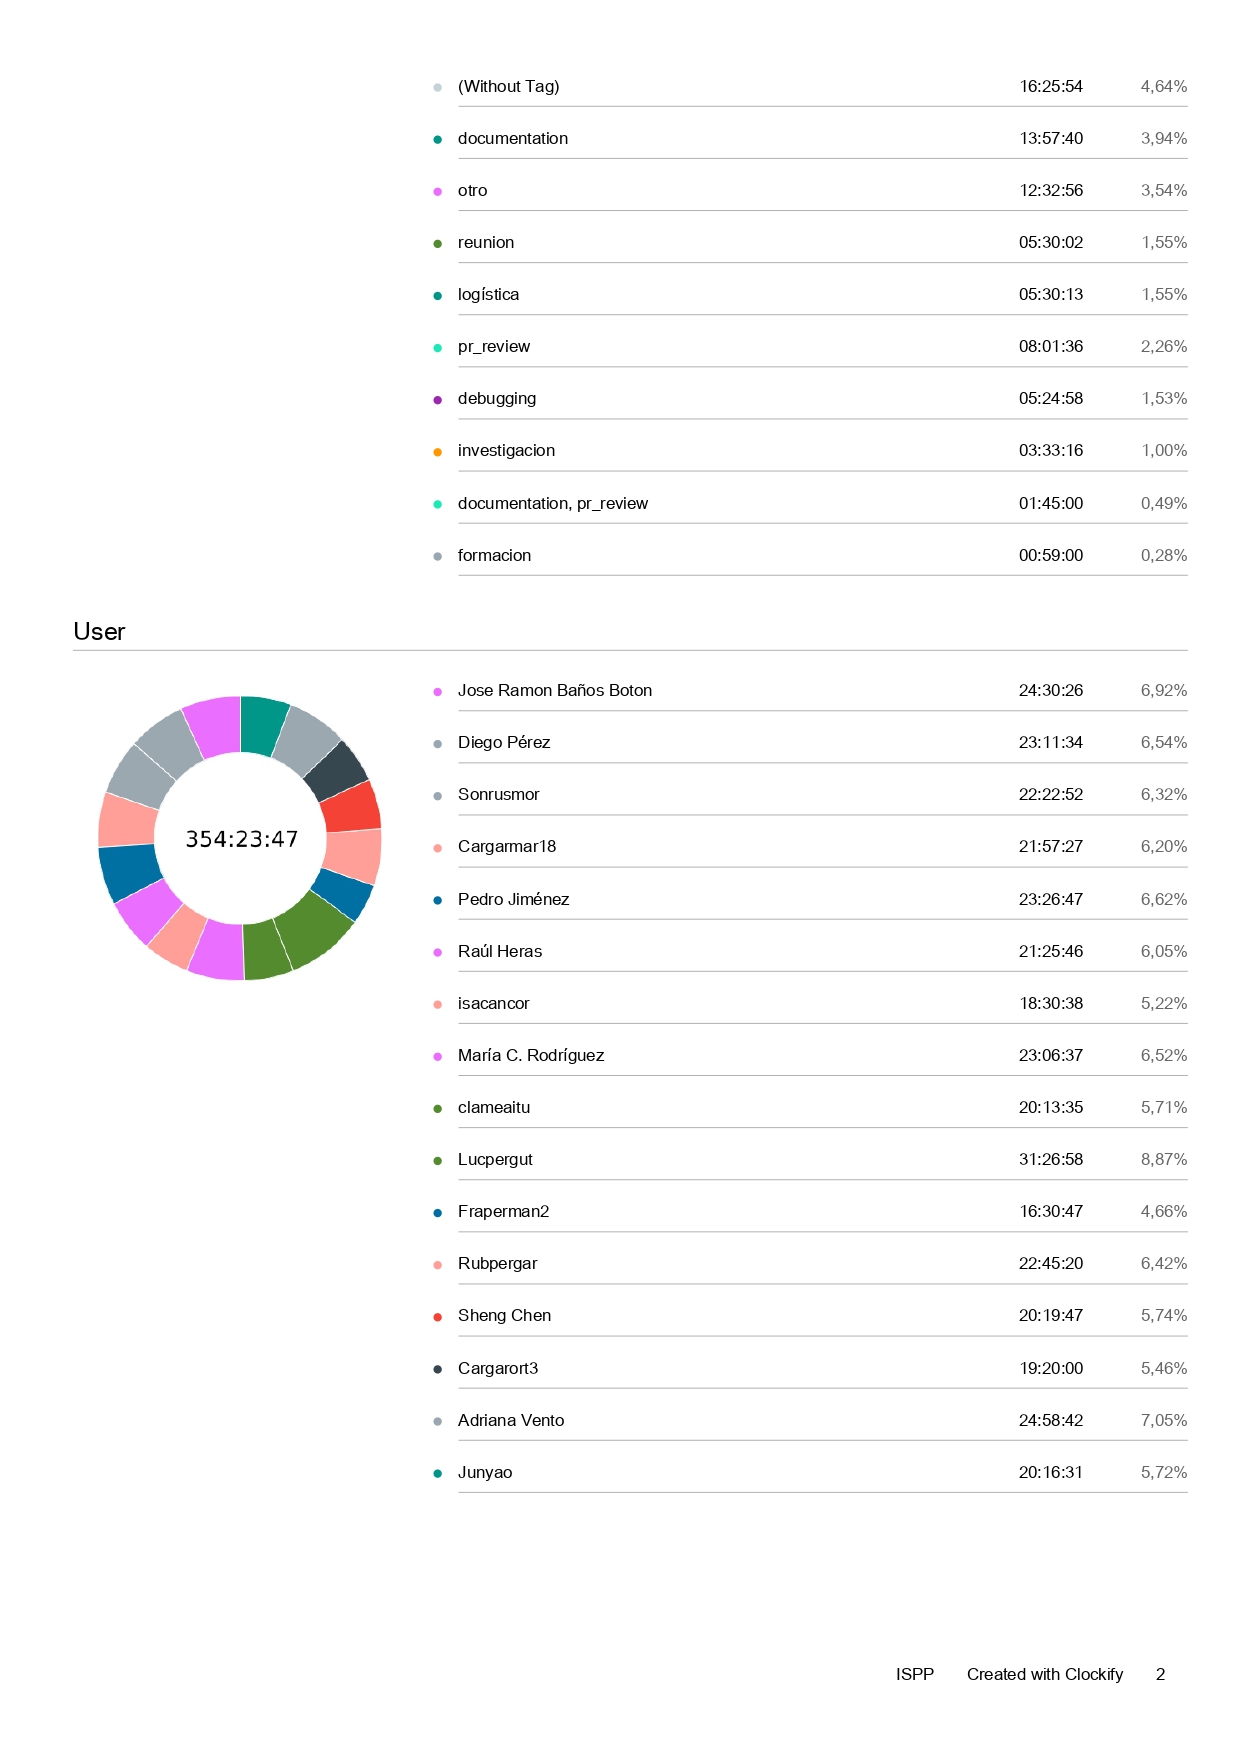 (Without Tag) 16:25:54 4,64%
documentation 13:57:40 3,94%
otro 12:32:56 3,54%
reunion 05:30:02 1,55%
logística 05:30:13 1,55%
pr_review 08:01:36 2,26%
debugging 05:24:58 1,53%
investigacion 03:33:16 1,00%
documentation, pr_review 01:45:00 0,49%
formacion 00:59:00 0,28%
User
354:23:47
Jose Ramon Baños Boton 24:30:26 6,92%
Diego Pérez 23:11:34 6,54%
Sonrusmor 22:22:52 6,32%
Cargarmar18 21:57:27 6,20%
Pedro Jiménez 23:26:47 6,62%
Raúl Heras 21:25:46 6,05%
isacancor 18:30:38 5,22%
María C. Rodríguez 23:06:37 6,52%
clameaitu 20:13:35 5,71%
Lucpergut 31:26:58 8,87%
Fraperman2 16:30:47 4,66%
Rubpergar 22:45:20 6,42%
Sheng Chen 20:19:47 5,74%
Cargarort3 19:20:00 5,46%
Adriana Vento 24:58:42 7,05%
Junyao 20:16:31 5,72%
ISPP Created with Clockify 2